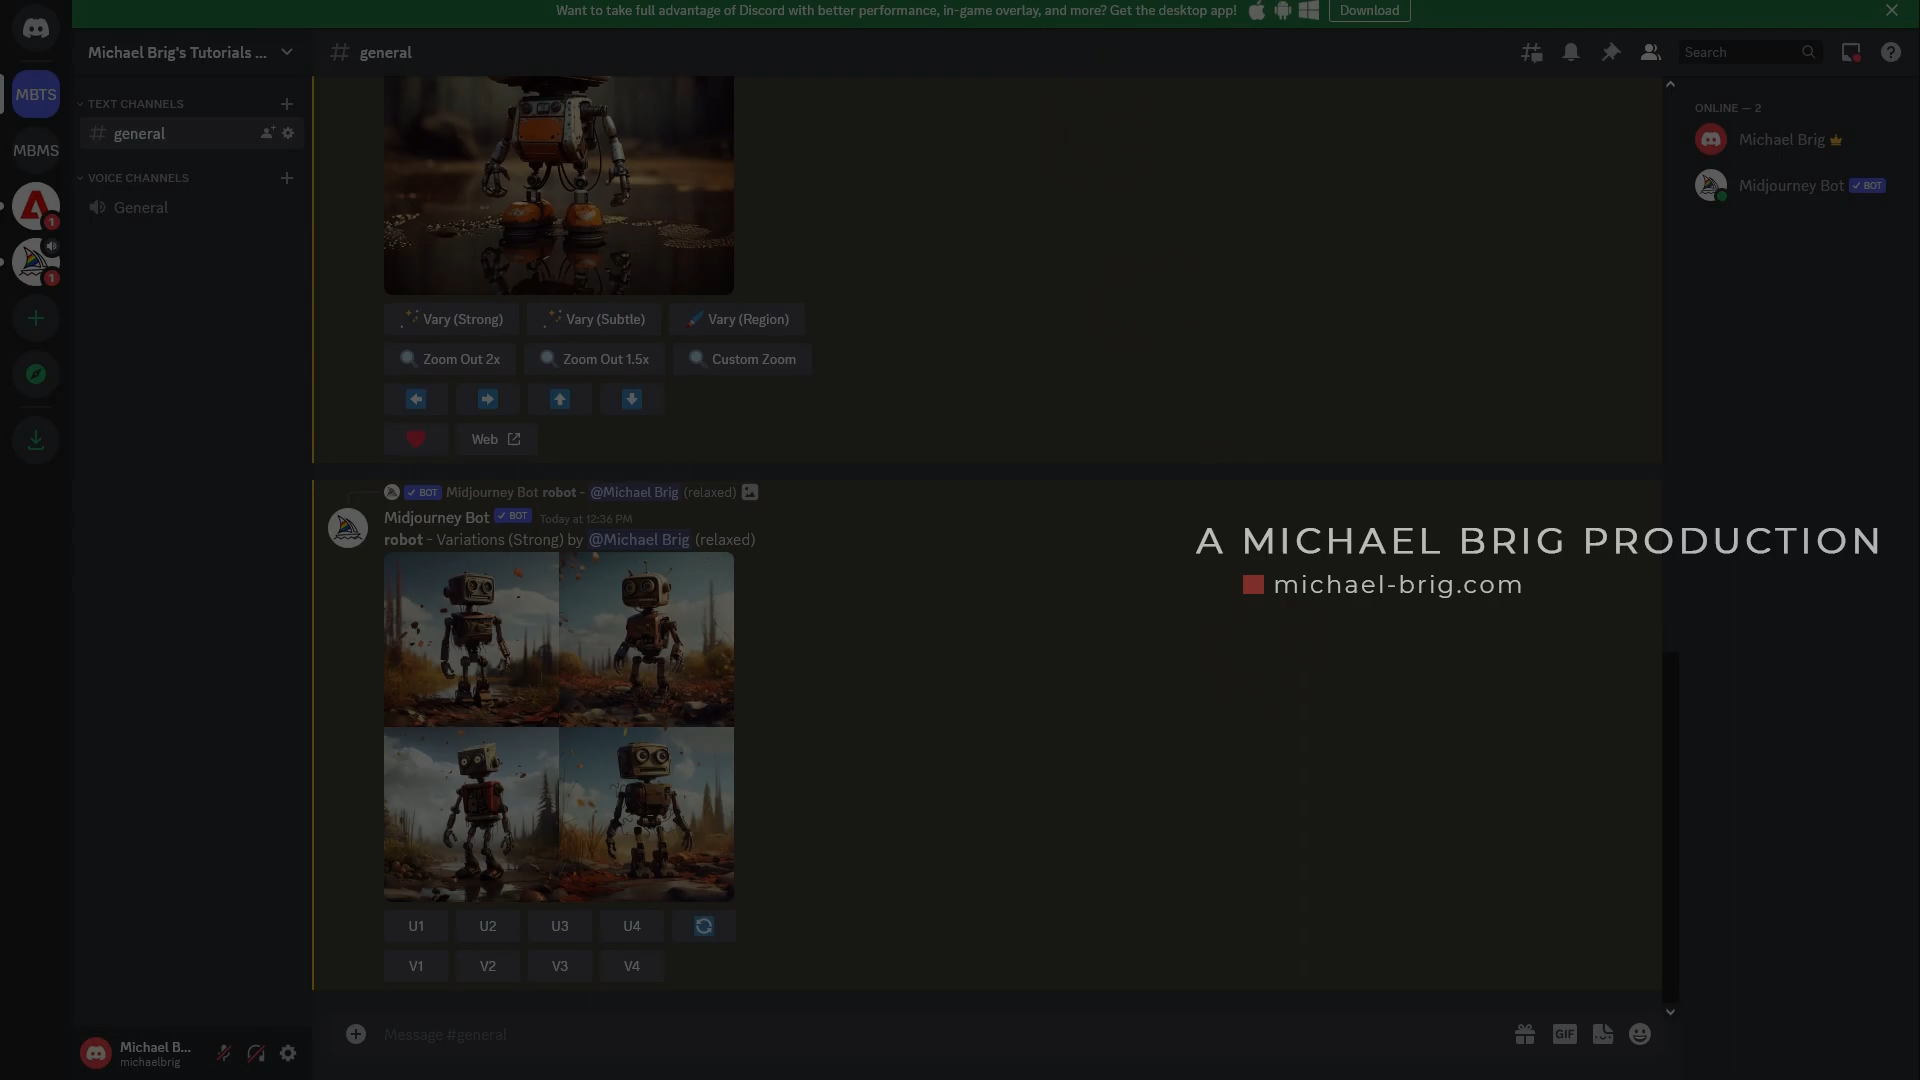 Want to take full advantage of Discord with better performance, in-game overlay, and more? Get the desktop app! Download
Michael Brig's Tutorials ...
general
Search
MBTS
TEXT CHANNELS
general
MBMS
VOICE CHANNELS
General
1
1
ONLINE — 2
Michael Brig
Midjourney Bot BOT
Vary (Strong) Vary (Subtle) Vary (Region)
Zoom Out 2x Zoom Out 1.5x Custom Zoom
Web
BOT Midjourney Bot robot - @Michael Brig (relaxed)
Midjourney Bot BOT Today at 12:36 PM
robot - Variations (Strong) by @Michael Brig (relaxed)
A MICHAEL BRIG PRODUCTION
michael-brig.com
U1 U2 U3 U4
V1 V2 V3 V4
Message #general
GIF
Michael B...
michaelbrig